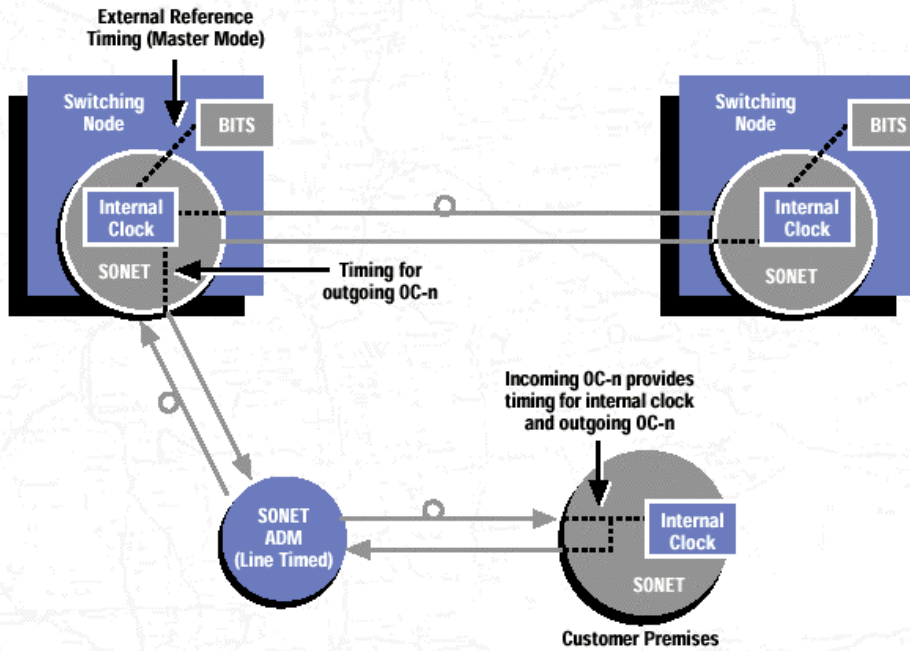 External Reference
Timing (Master Mode)
Switching
Node
BITS
Internal
Clock
SONET
Switching
Node
BITS
Internal
Clock
SONET
Timing for
outgoing OC-n
Incoming OC-n provides
timing for internal clock
and outgoing OC-n
SONET
ADM
(Line Timed)
Internal
Clock
SONET
Customer Premises